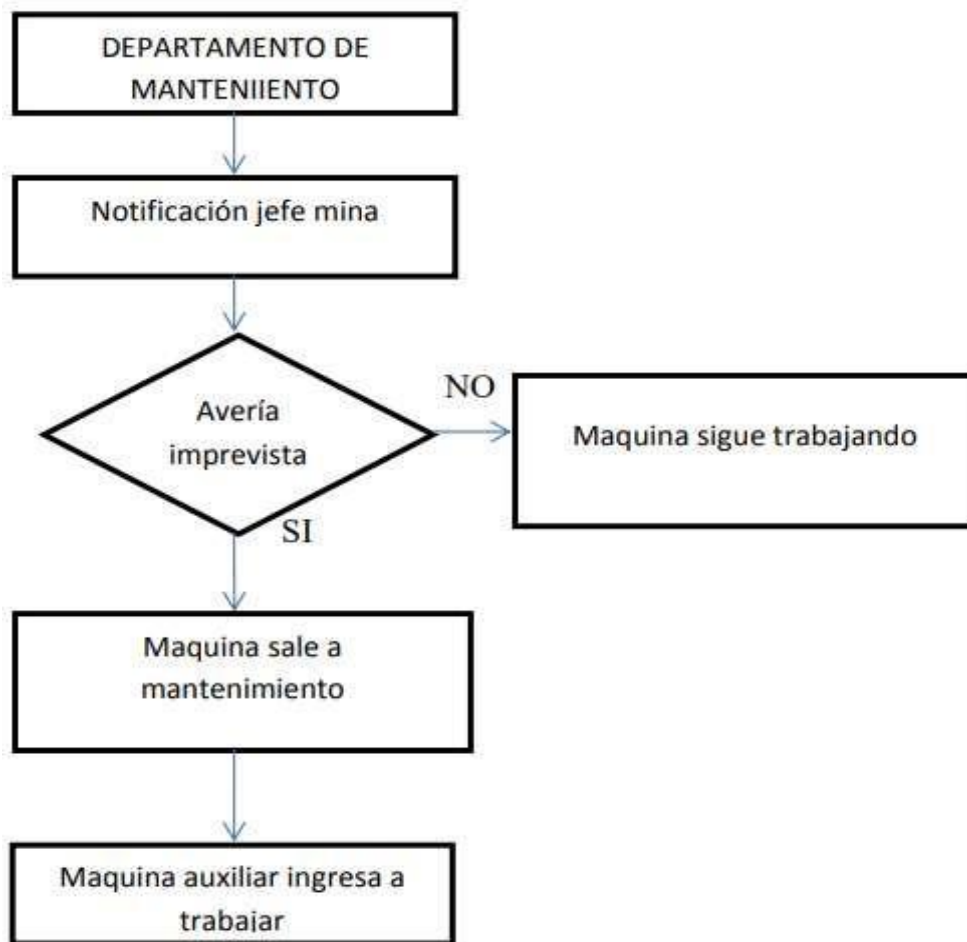 DEPARTAMENTO DE
MANTENIIENTO
Notificación jefe mina
Avería
imprevista
NO
Maquina sigue trabajando
SI
Maquina sale a
mantenimiento
Maquina auxiliar ingresa a
trabajar